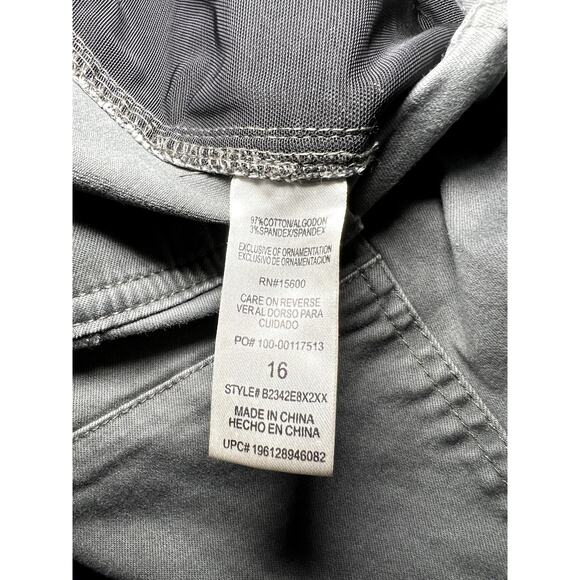 97%COTTON/ALGODON
3%SPANDEX/SPANDEX
EXCLUSIVE OF ORNAMENTATION
EXCLUSIVO DE ORNAMENTACION
RN#15600
CARE ON REVERSE
VER AL DORSO PARA
CUIDADO
PO# 100-00117513
16
STYLE# B2342E8X2XX
MADE IN CHINA
HECHO EN CHINA
UPC# 196128946082